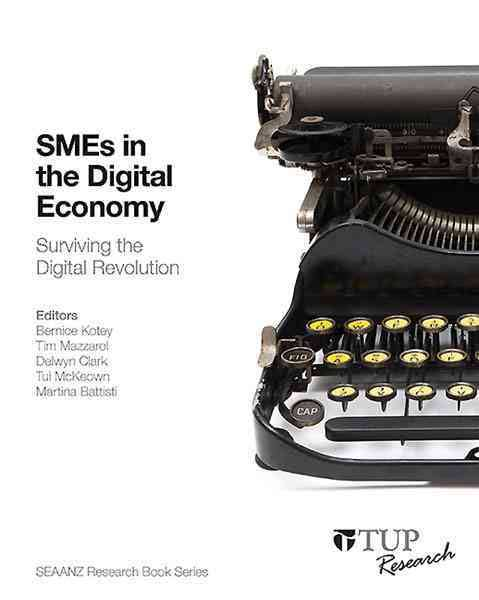 SMEs in
the Digital
Economy
Surviving the
Digital Revolution
Editors
Bernice Kotey
Tim Mazzarol
Delwyn Clark
Tui McKeown
Martina Battisti
FIG
CAP
TUP
Research
SEAANZ Research Book Series